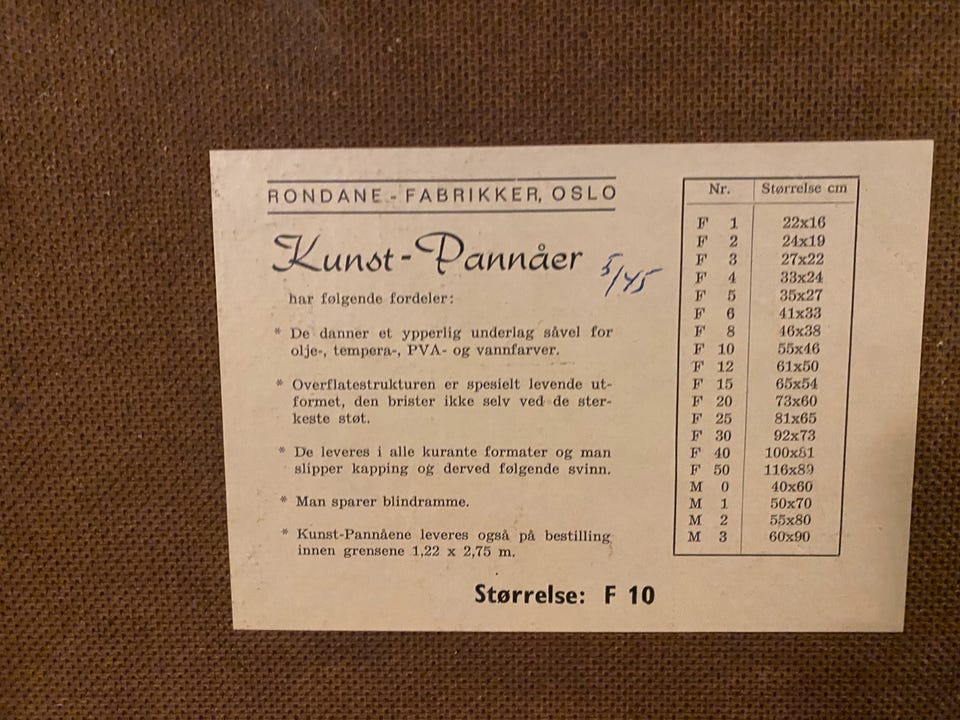 RONDANE - FABRIKKER, OSLO
Kunst-Pannåer
5/45
har følgende fordeler:
* De danner et ypperlig underlag såvel for
olje-, tempera-, PVA- og vannfarver.
* Overflatestrukturen er spesielt levende ut-
formet, den brister ikke selv ved de ster-
keste støt.
* De leveres i alle kurante formater og man
slipper kapping og derved følgende svinn.
* Man sparer blindramme.
* Kunst-Pannåene leveres også på bestilling
innen grensene 1,22 x 2,75 m.
Nr. Størrelse cm
F 1 22x16
F 2 24x19
F 3 27x22
F 4 33x24
F 5 35x27
F 6 41x33
F 8 46x38
F 10 55x46
F 12 61x50
F 15 65x54
F 20 73x60
F 25 81x65
F 30 92x73
F 40 100x81
F 50 116x89
M 0 40x60
M 1 50x70
M 2 55x80
M 3 60x90
Størrelse: F 10